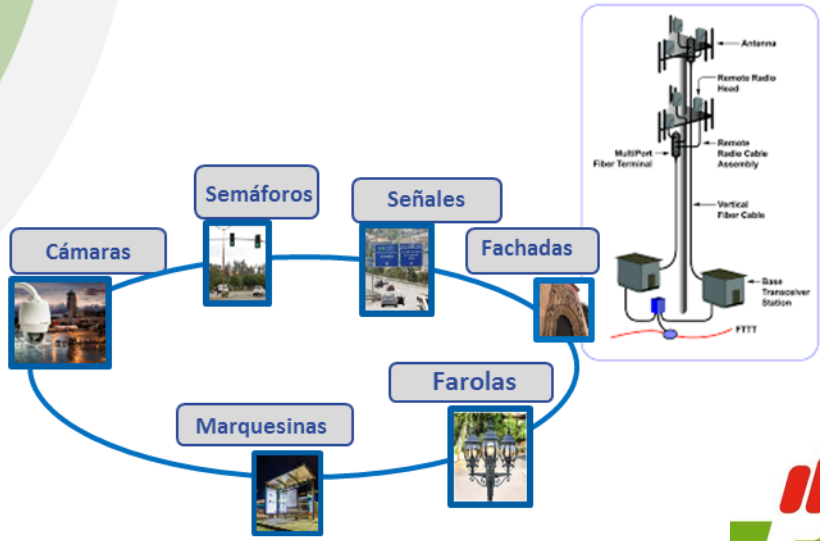 Antenna
Remote Radio
Head
Remote
Radio Cable
Assembly
MultiPort
Fiber Terminal
Vertical
Fiber Cable
Base
Transceiver
Station
FTTT
Semáforos
Señales
Cámaras
Fachadas
Farolas
Marquesinas